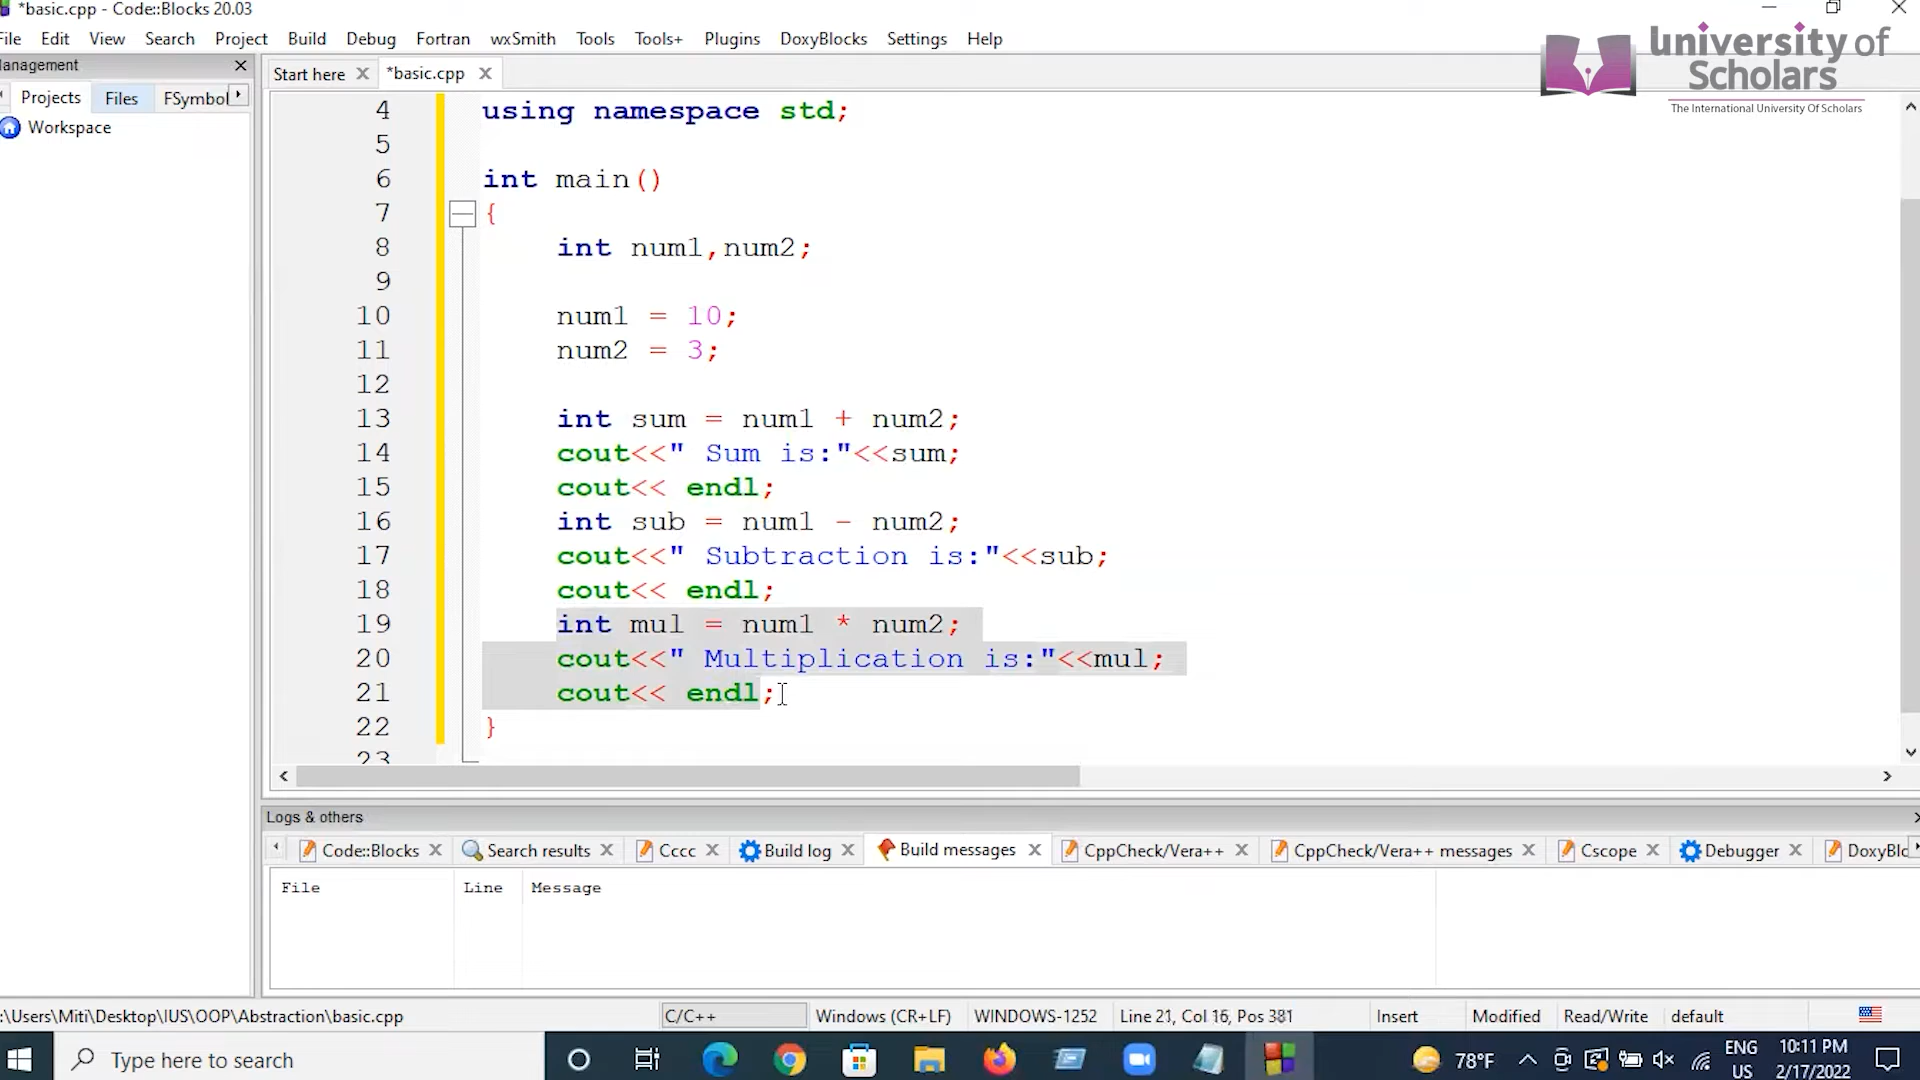 *basic.cpp - Code::Blocks 20.03
File Edit View Search Project Build Debug Fortran wxSmith Tools Tools+ Plugins DoxyBlocks Settings Help
university of
Scholars
The International University Of Scholars
anagement
Start here *basic.cpp
Projects Files FSymbol
Workspace
4 using namespace std;
5
6 int main()
7 {
8 int num1,num2;
9
10 num1 = 10;
11 num2 = 3;
12
13 int sum = num1 + num2;
14 cout<<" Sum is:"<<sum;
15 cout<< endl;
16 int sub = num1 - num2;
17 cout<<" Subtraction is:"<<sub;
18 cout<< endl;
19 int mul = num1 * num2;
20 cout<<" Multiplication is:"<<mul;
21 cout<< endl;
22 }
23
Logs & others
Code::Blocks Search results Cccc Build log Build messages CppCheck/Vera++ CppCheck/Vera++ messages Cscope Debugger DoxyBlo
File Line Message
:\Users\Miti\Desktop\IUS\OOP\Abstraction\basic.cpp C/C++ Windows (CR+LF) WINDOWS-1252 Line 21, Col 16, Pos 381 Insert Modified Read/Write default
Type here to search 78°F ENG 10:11 PM
US 2/17/2022